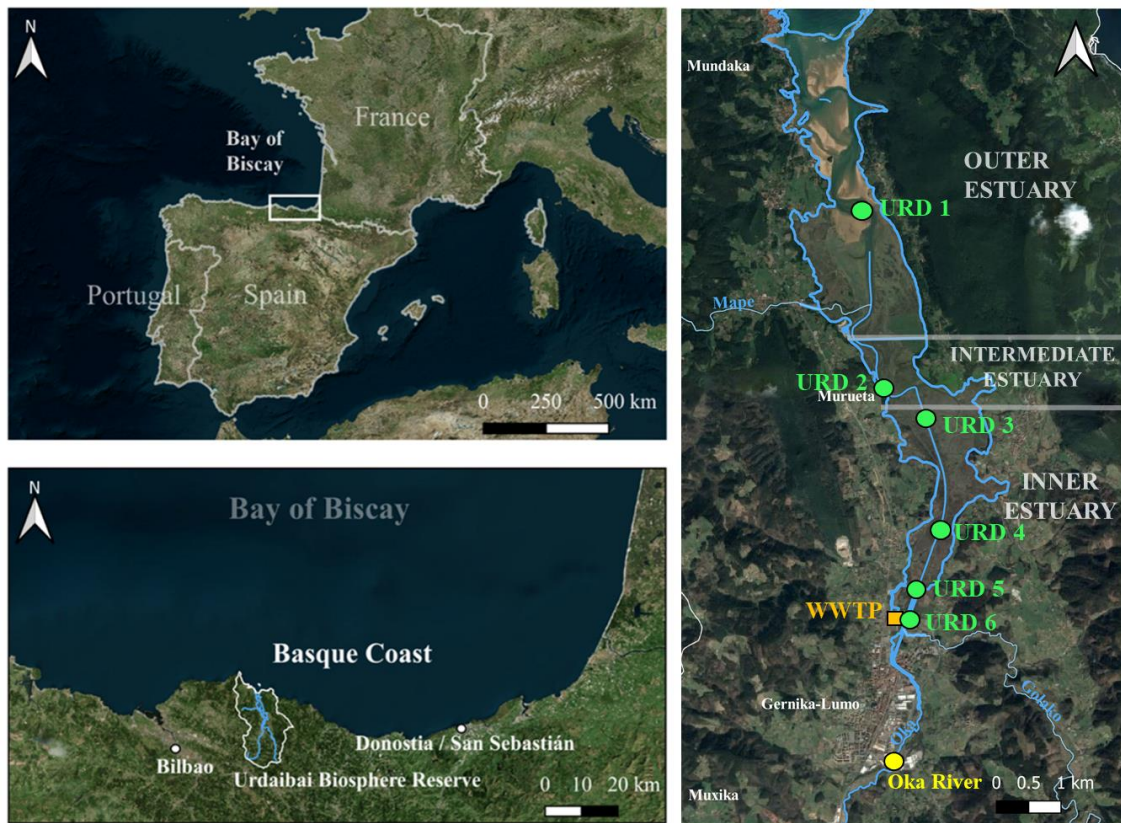 N
France
Bay of
Biscay
Portugal
Spain
0 250 500 km
N
Bay of Biscay
Basque Coast
Donostia / San Sebastián
Bilbao
Urdaibai Biosphere Reserve
0 10 20 km
Mundaka
OUTER
ESTUARY
URD 1
Mape
INTERMEDIATE
ESTUARY
URD 2
Murueta
URD 3
INNER
ESTUARY
URD 4
URD 5
WWTP
URD 6
Gernika-Lumo
Golako
Oka
Oka River
Muxika
0 0.5 1 km